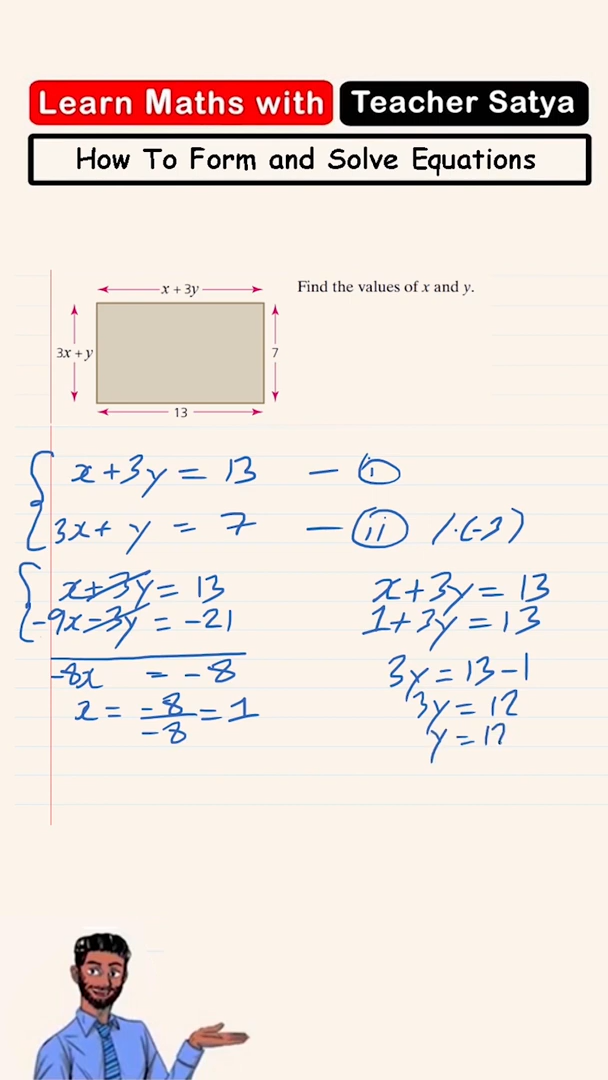 Learn Maths with Teacher Satya
How To Form and Solve Equations
x + 3y
Find the values of x and y.
3x + y
7
13
x + 3y = 13 - (i)
3x + y = 7 - (ii) /·(-3)
x + 3y = 13
-9x - 3y = -21
-8x = -8
x = -8/-8 = 1
x + 3y = 13
1 + 3y = 13
3y = 13 - 1
3y = 12
y = 12